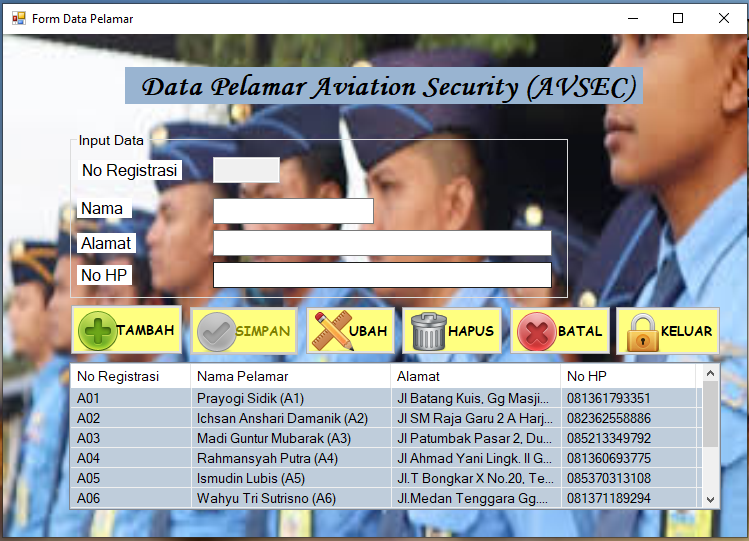 Form Data Pelamar
Data Pelamar Aviation Security (AVSEC)
Input Data
No Registrasi
Nama
Alamat
No HP
TAMBAH SIMPAN UBAH HAPUS BATAL KELUAR
No Registrasi Nama Pelamar Alamat No HP
A01 Prayogi Sidik (A1) Jl Batang Kuis, Gg Masji... 081361793351
A02 Ichsan Anshari Damanik (A2) Jl SM Raja Garu 2 A Harj... 082362558886
A03 Madi Guntur Mubarak (A3) Jl Patumbak Pasar 2, Du... 085213349792
A04 Rahmansyah Putra (A4) Jl Ahmad Yani Lingk. II G... 081360693775
A05 Ismudin Lubis (A5) Jl.T Bongkar X No.20, Te... 085370313108
A06 Wahyu Tri Sutrisno (A6) Jl.Medan Tenggara Gg.... 081371189294